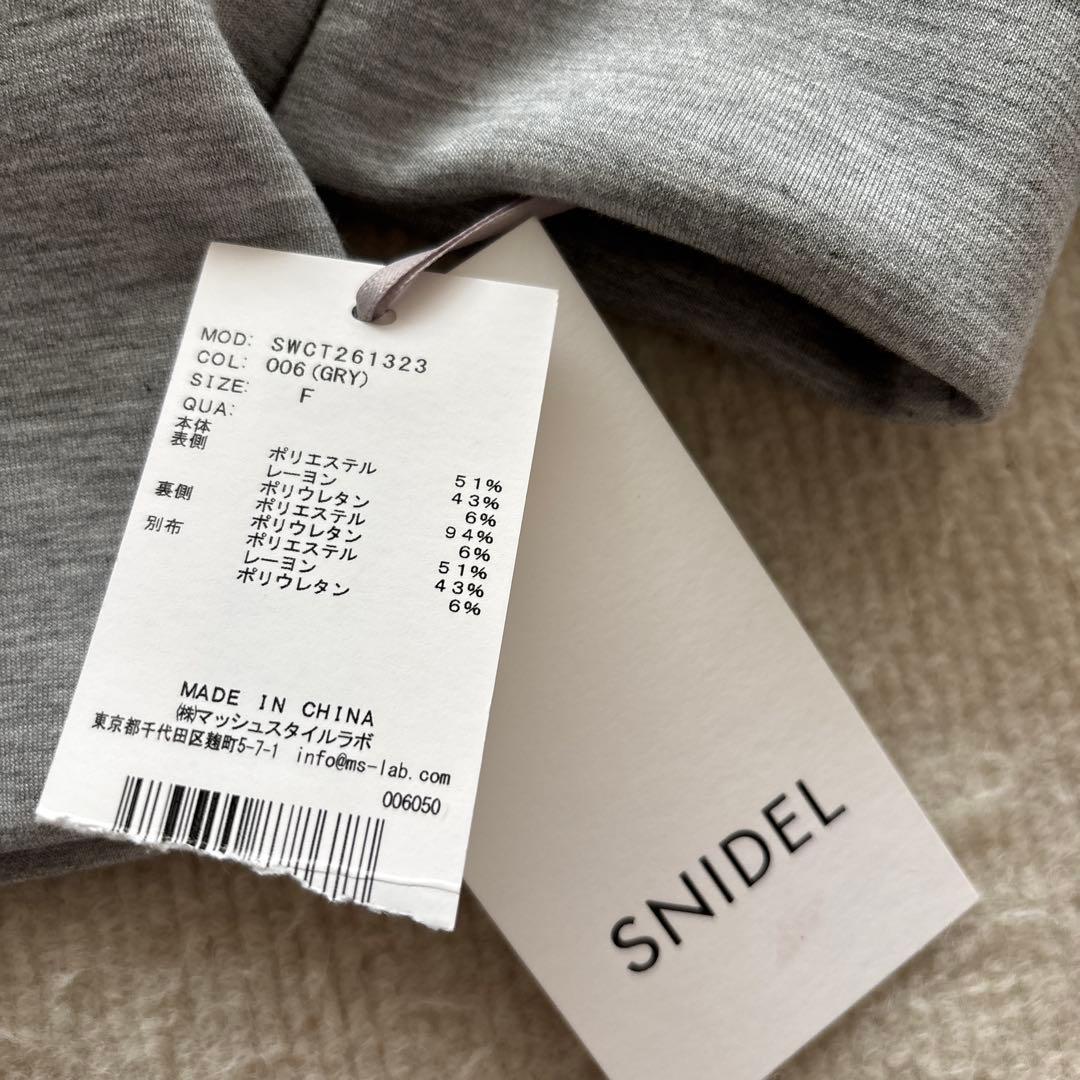 MOD: SWCT261323
COL: 006(GRY)
SIZE: F
QUA:
本体
表側 ポリエステル 51%
レーヨン 43%
ポリウレタン 6%
裏側 ポリエステル 94%
ポリウレタン 6%
別布 ポリエステル 51%
レーヨン 43%
ポリウレタン 6%
MADE IN CHINA
㈱マッシュスタイルラボ
東京都千代田区麹町5-7-1 info@ms-lab.com
006050
SNIDEL